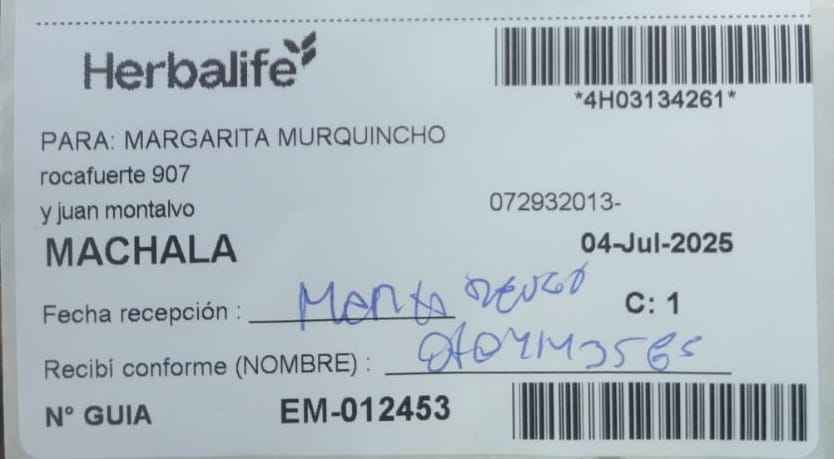 Herbalife
*4H03134261*
PARA: MARGARITA MURQUINCHO
rocafuerte 907
y juan montalvo 072932013-
MACHALA 04-Jul-2025
Fecha recepción : Marta C: 1
Recibí conforme (NOMBRE) :
N° GUIA EM-012453